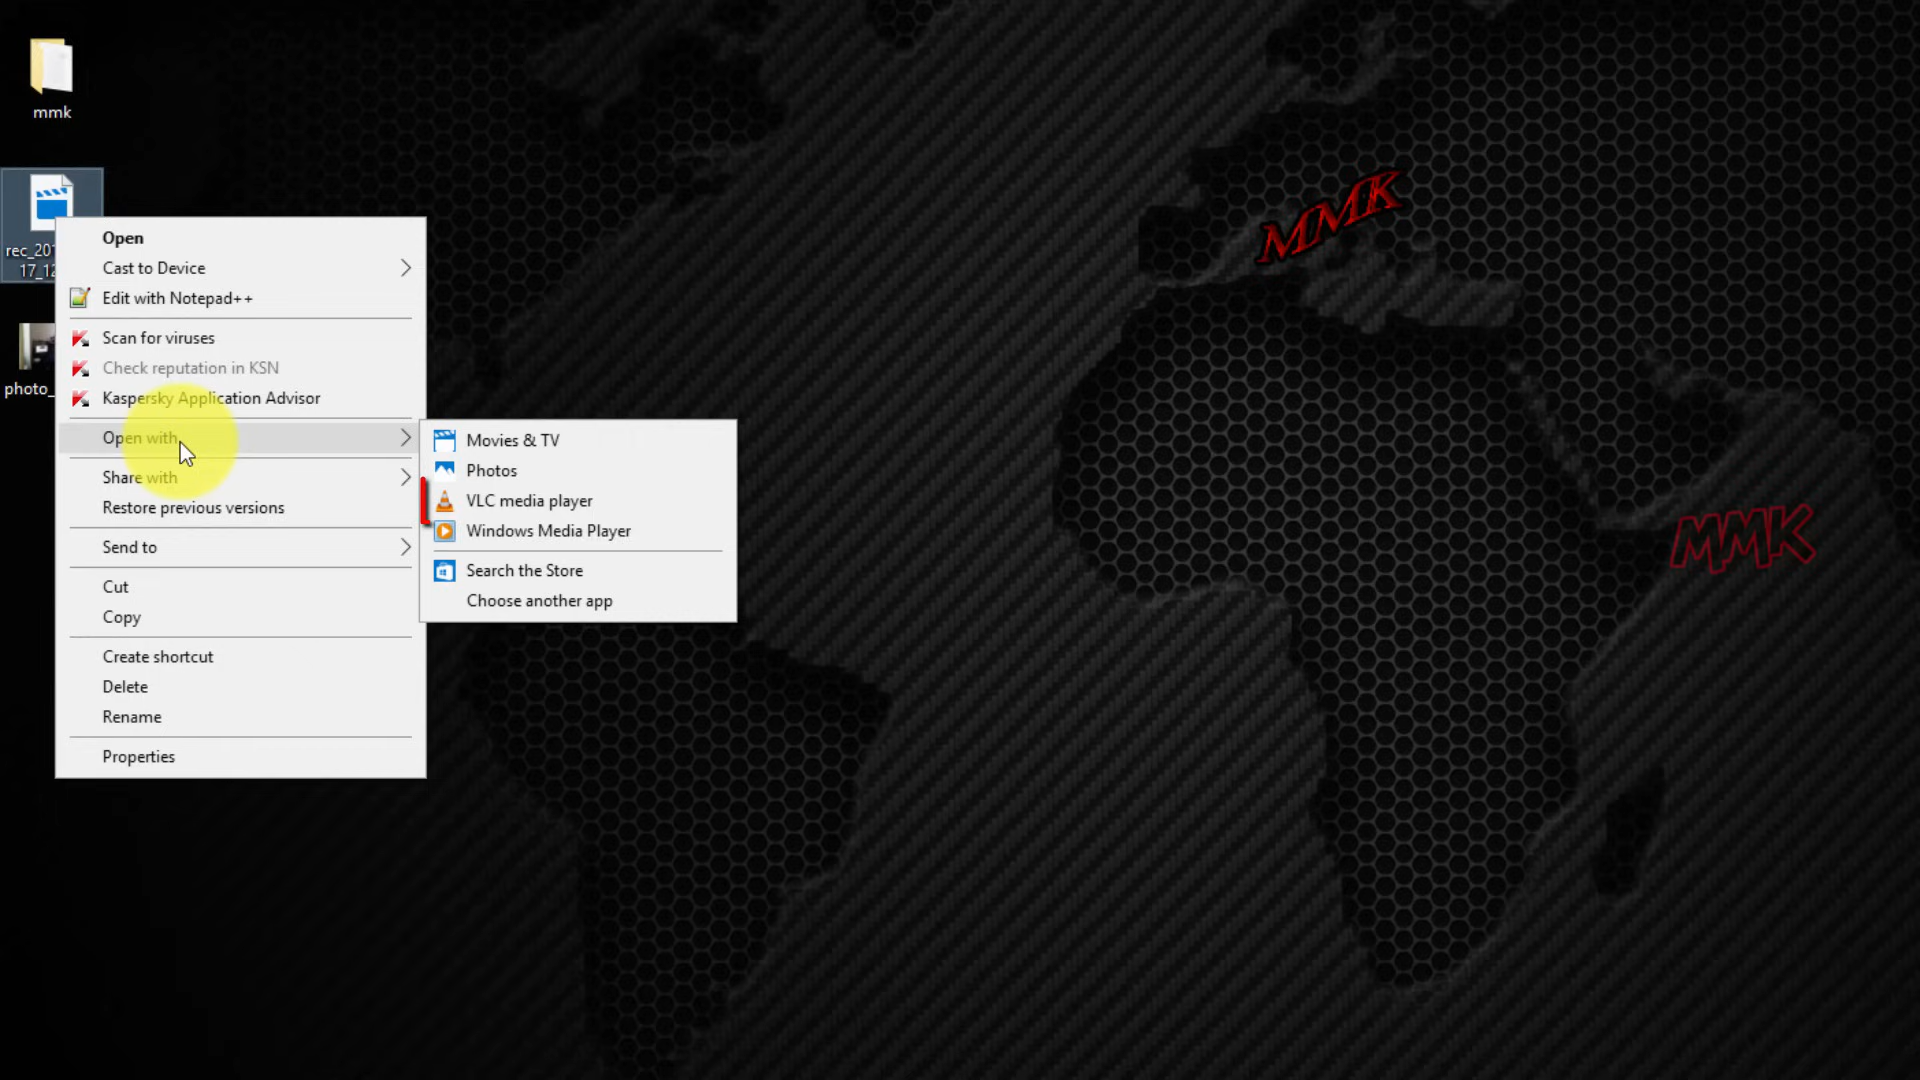 mmk
rec_201
17_12
photo_
Open
Cast to Device
Edit with Notepad++
Scan for viruses
Check reputation in KSN
Kaspersky Application Advisor
Open with
Share with
Restore previous versions
Send to
Cut
Copy
Create shortcut
Delete
Rename
Properties
Movies & TV
Photos
VLC media player
Windows Media Player
Search the Store
Choose another app
MMK
MMK